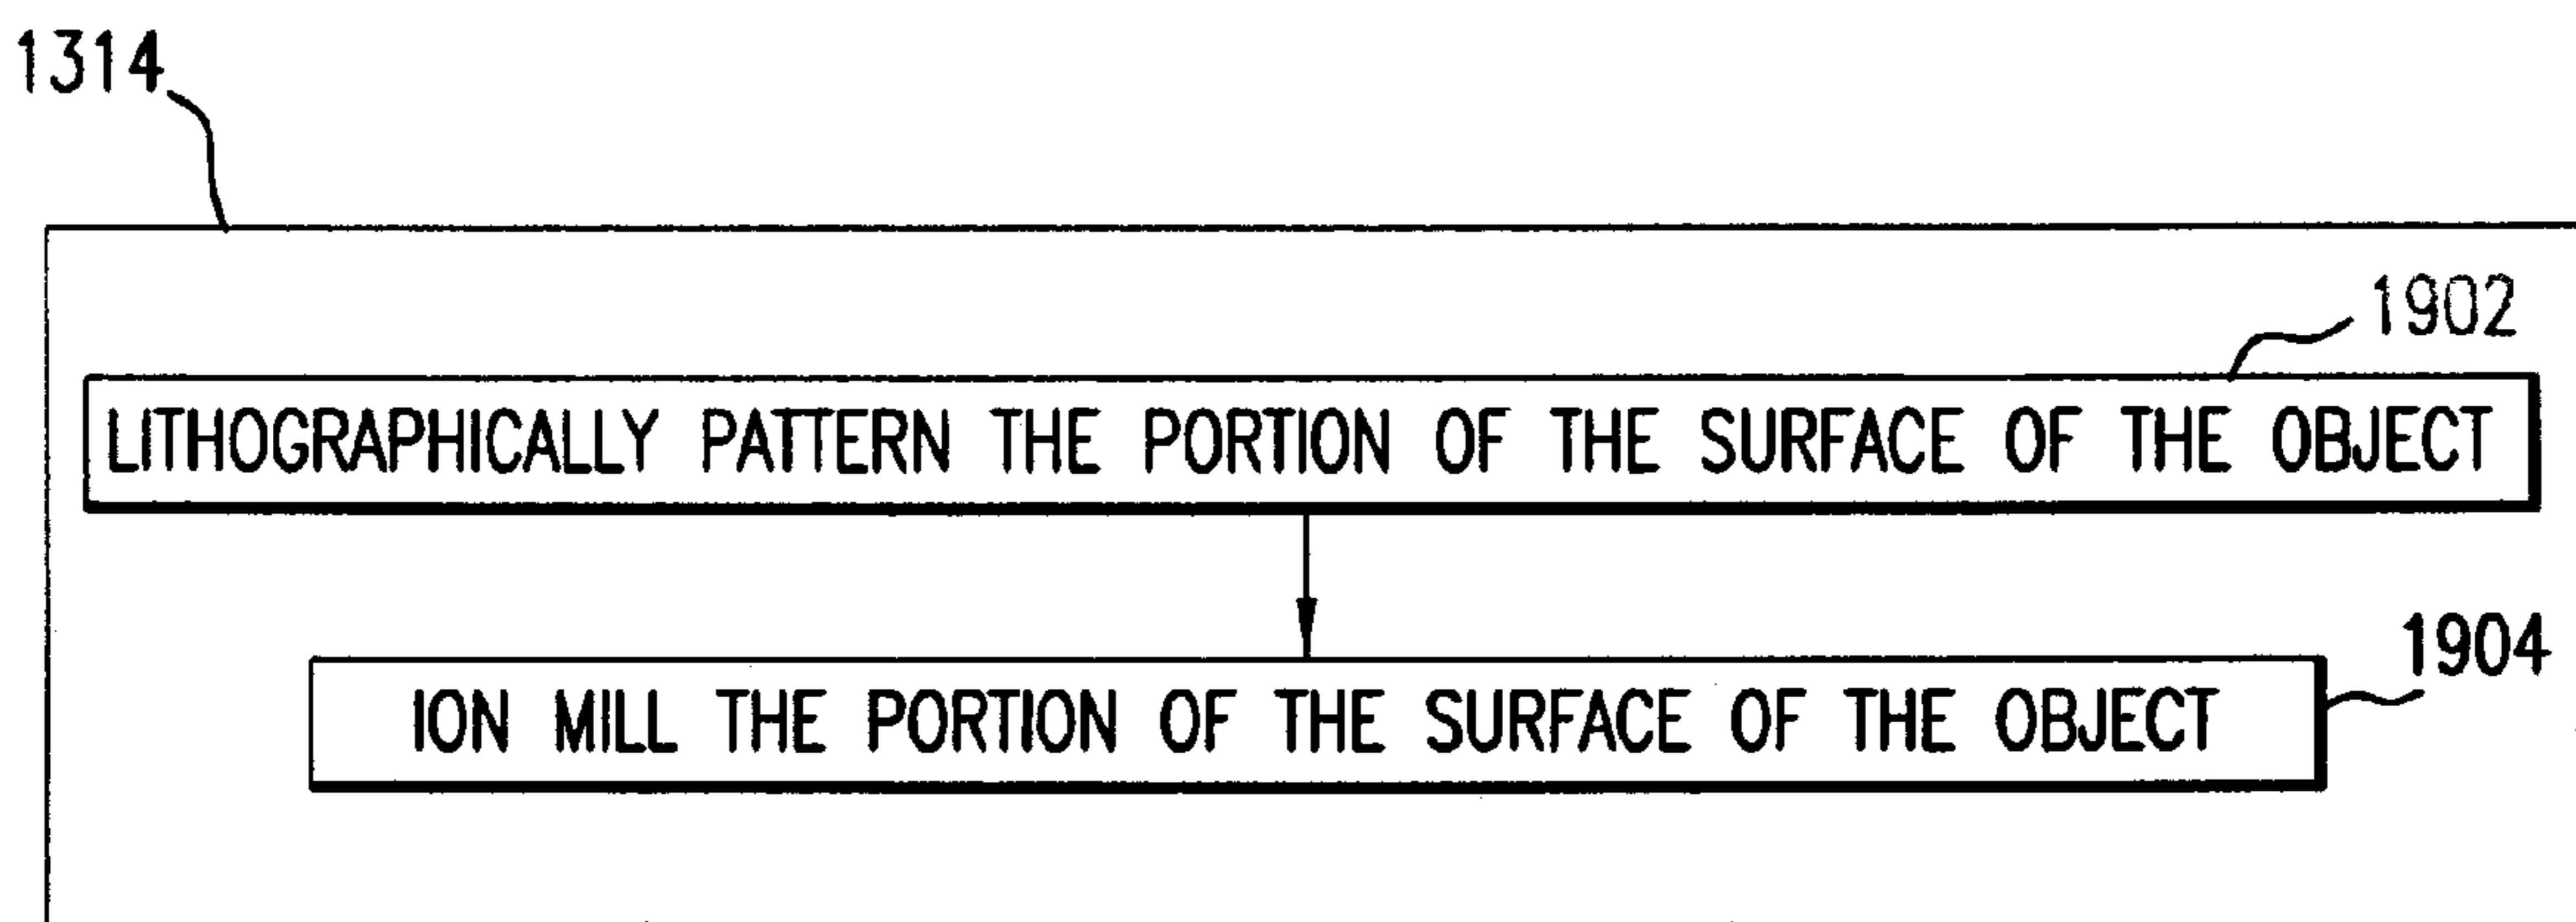 1314
1902
LITHOGRAPHICALLY PATTERN THE PORTION OF THE SURFACE OF THE OBJECT
1904
ION MILL THE PORTION OF THE SURFACE OF THE OBJECT